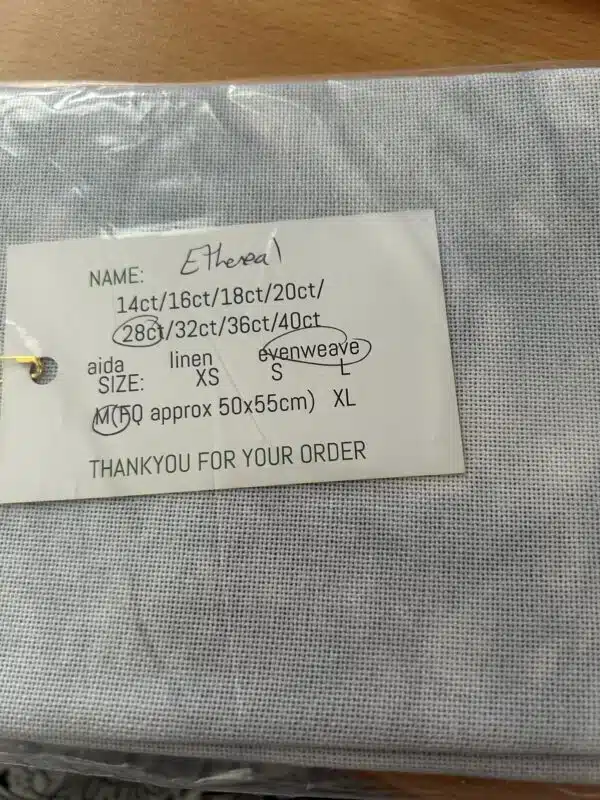 NAME: Ethereal
14ct/16ct/18ct/20ct/
28ct/32ct/36ct/40ct
aida linen evenweave
SIZE: XS S L
M(FQ approx 50x55cm) XL
THANKYOU FOR YOUR ORDER